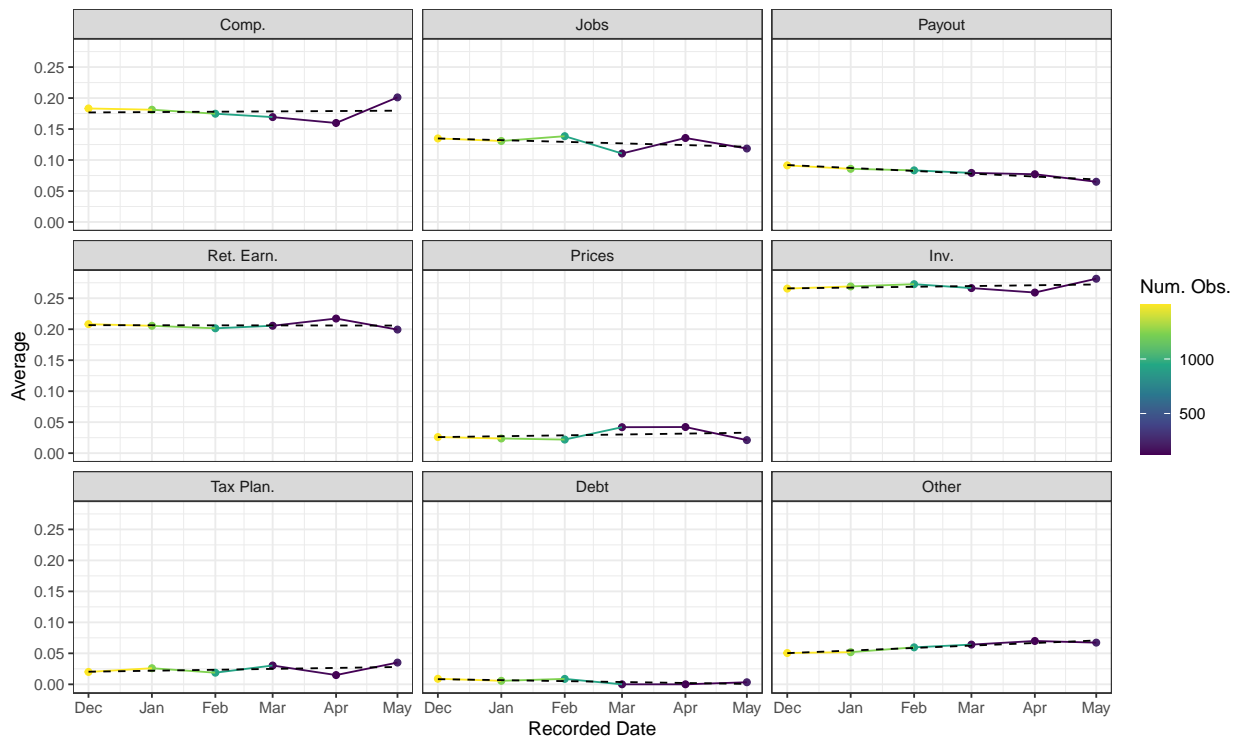 Comp. Jobs Payout
0.25
0.20
0.15
0.10
0.05
0.00
Ret. Earn. Prices Inv.
0.25
0.20
0.15
0.10
0.05
0.00
Tax Plan. Debt Other
0.25
0.20
0.15
0.10
0.05
0.00
Dec Jan Feb Mar Apr May Dec Jan Feb Mar Apr May Dec Jan Feb Mar Apr May
Recorded Date
Average
Num. Obs.
1000
500